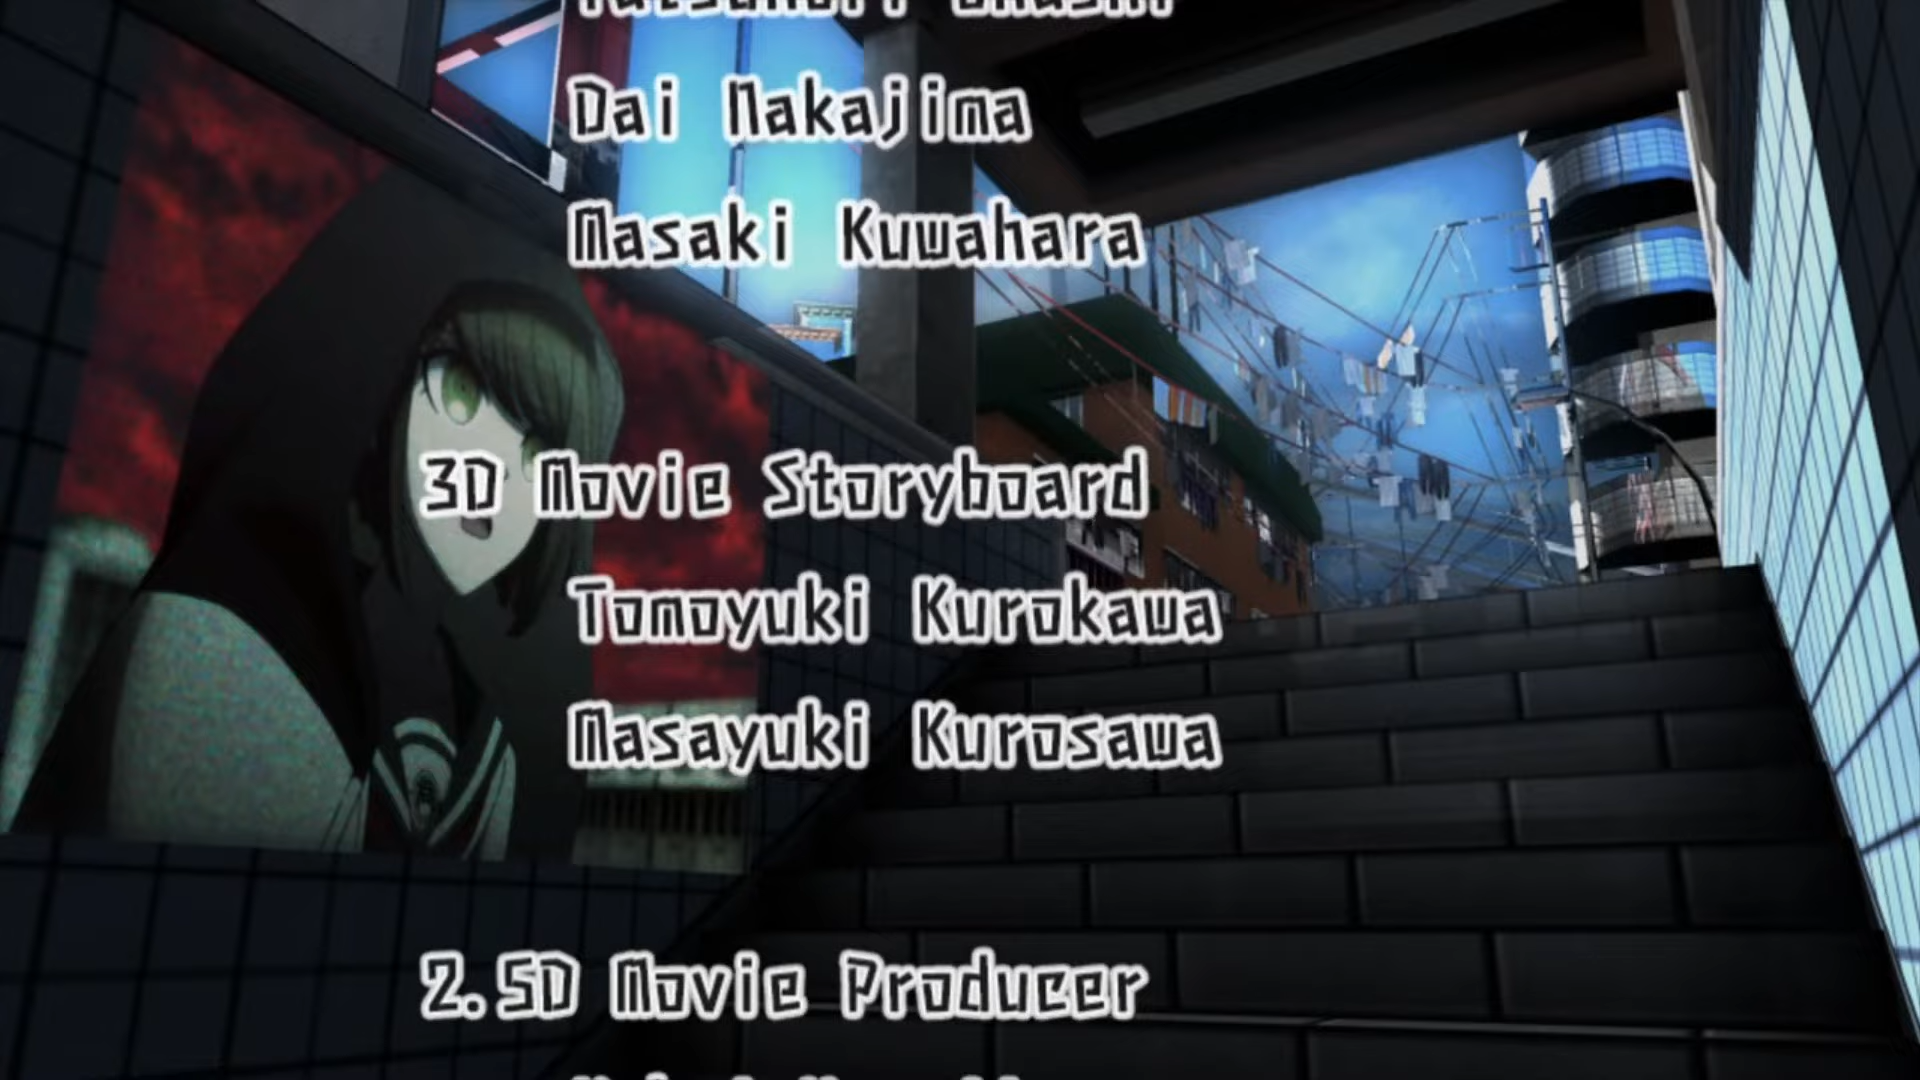 Dai Nakajima
Masaki Kuwahara
3D Movie Storyboard
Tomoyuki Kurokawa
Masayuki Kurosawa
2.5D Movie Producer